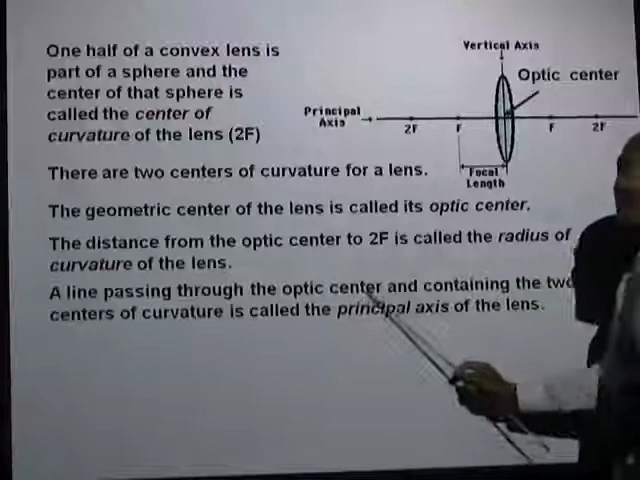 One half of a convex lens is
part of a sphere and the
center of that sphere is
called the center of
curvature of the lens (2F)
Vertical Axis
Optic center
Principal
Axis
2F
F
F
2F
Focal
Length
There are two centers of curvature for a lens.
The geometric center of the lens is called its optic center.
The distance from the optic center to 2F is called the radius of
curvature of the lens.
A line passing through the optic center and containing the two
centers of curvature is called the principal axis of the lens.